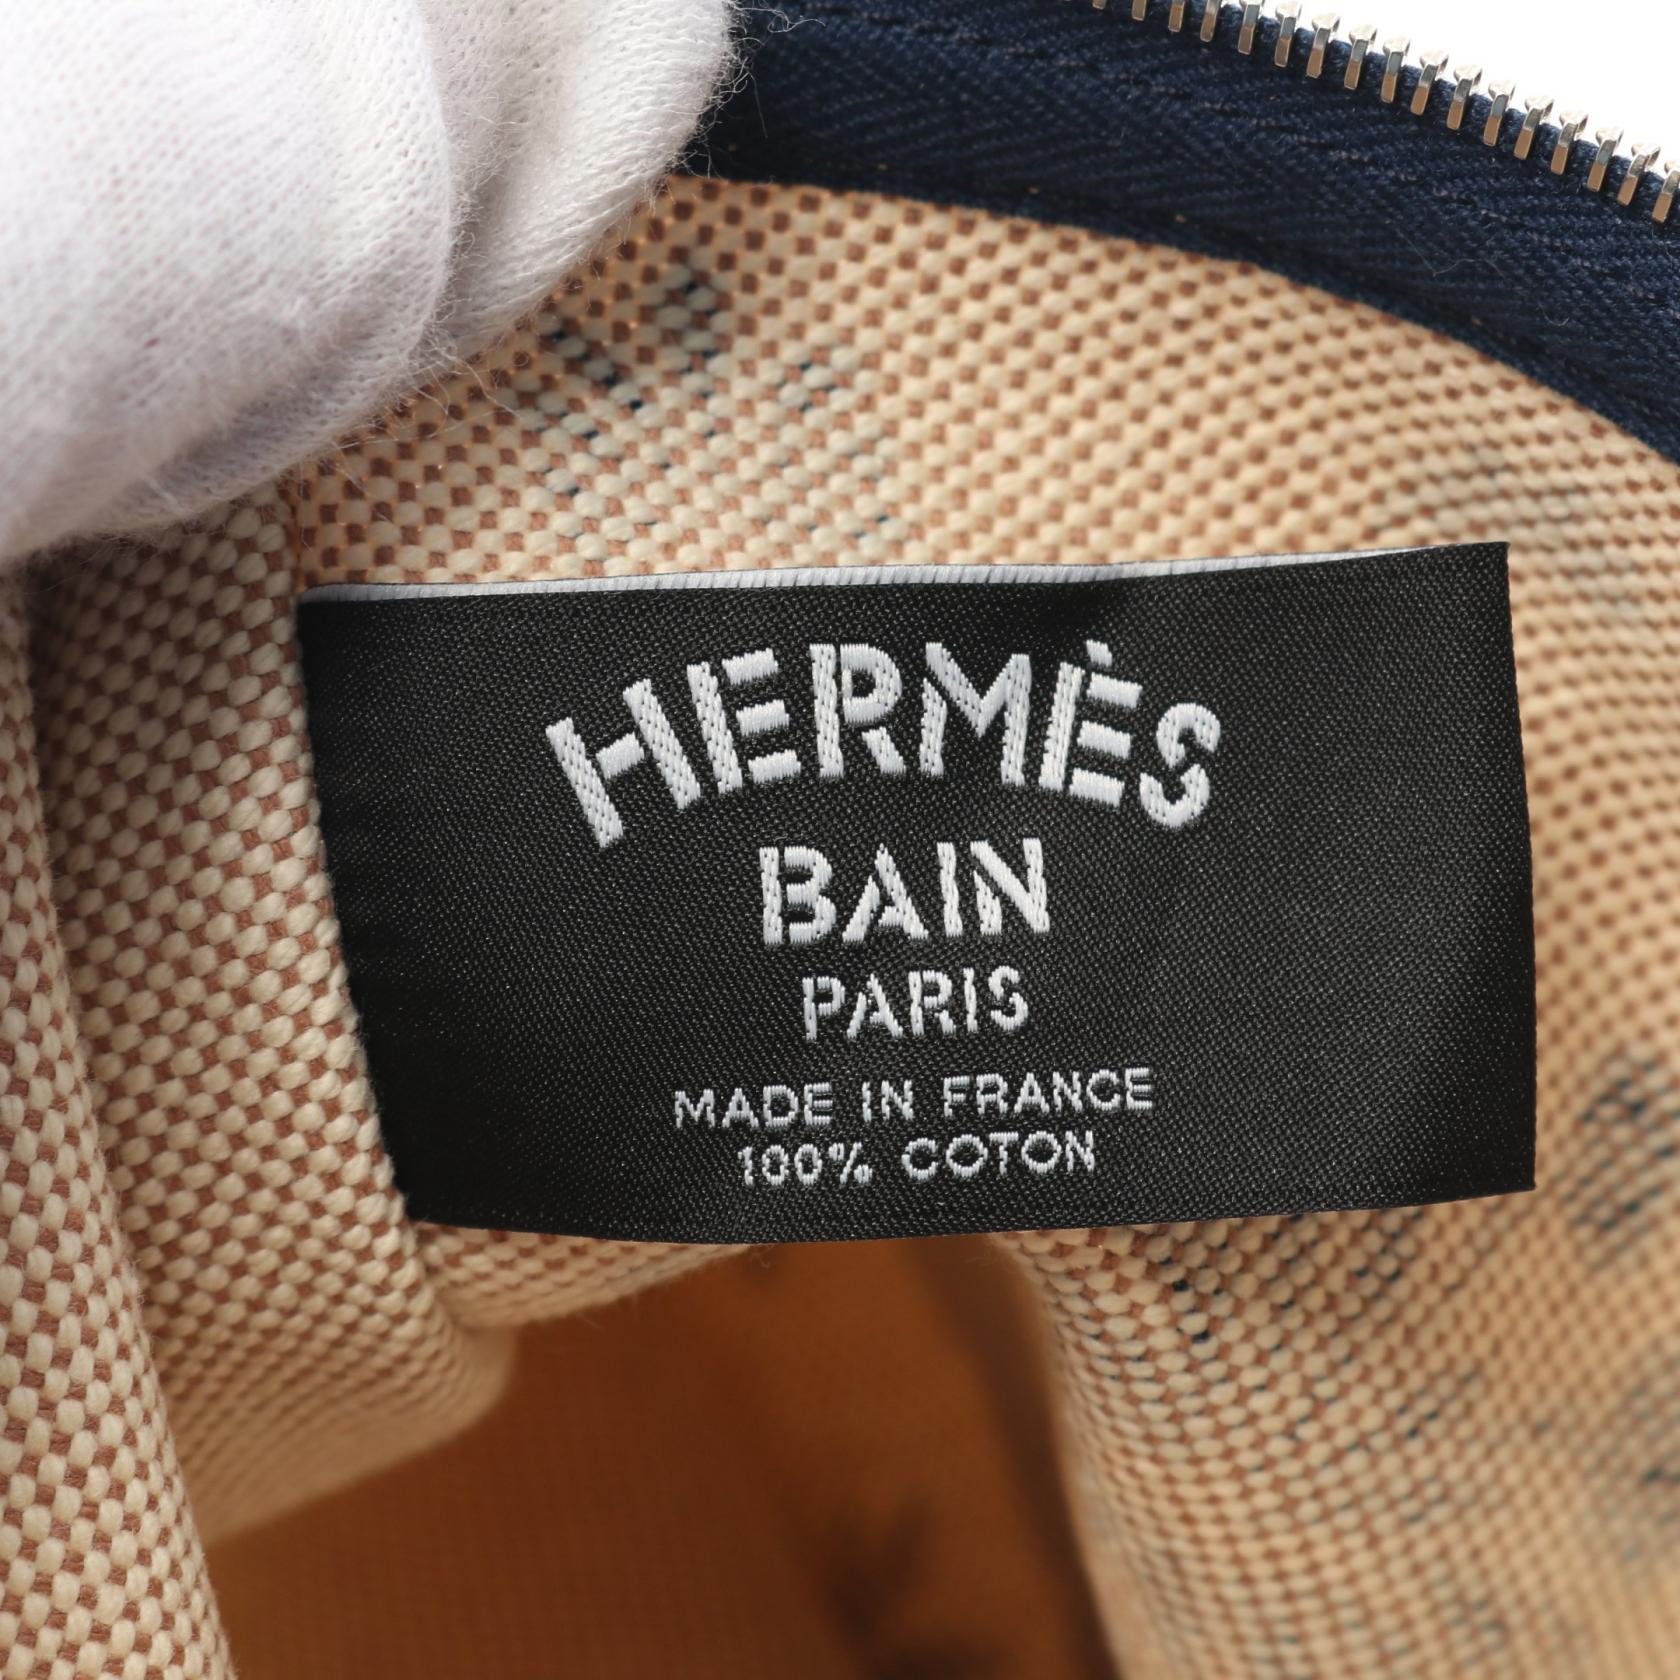 HERMÈS
BAIN
PARIS
MADE IN FRANCE
100% COTON